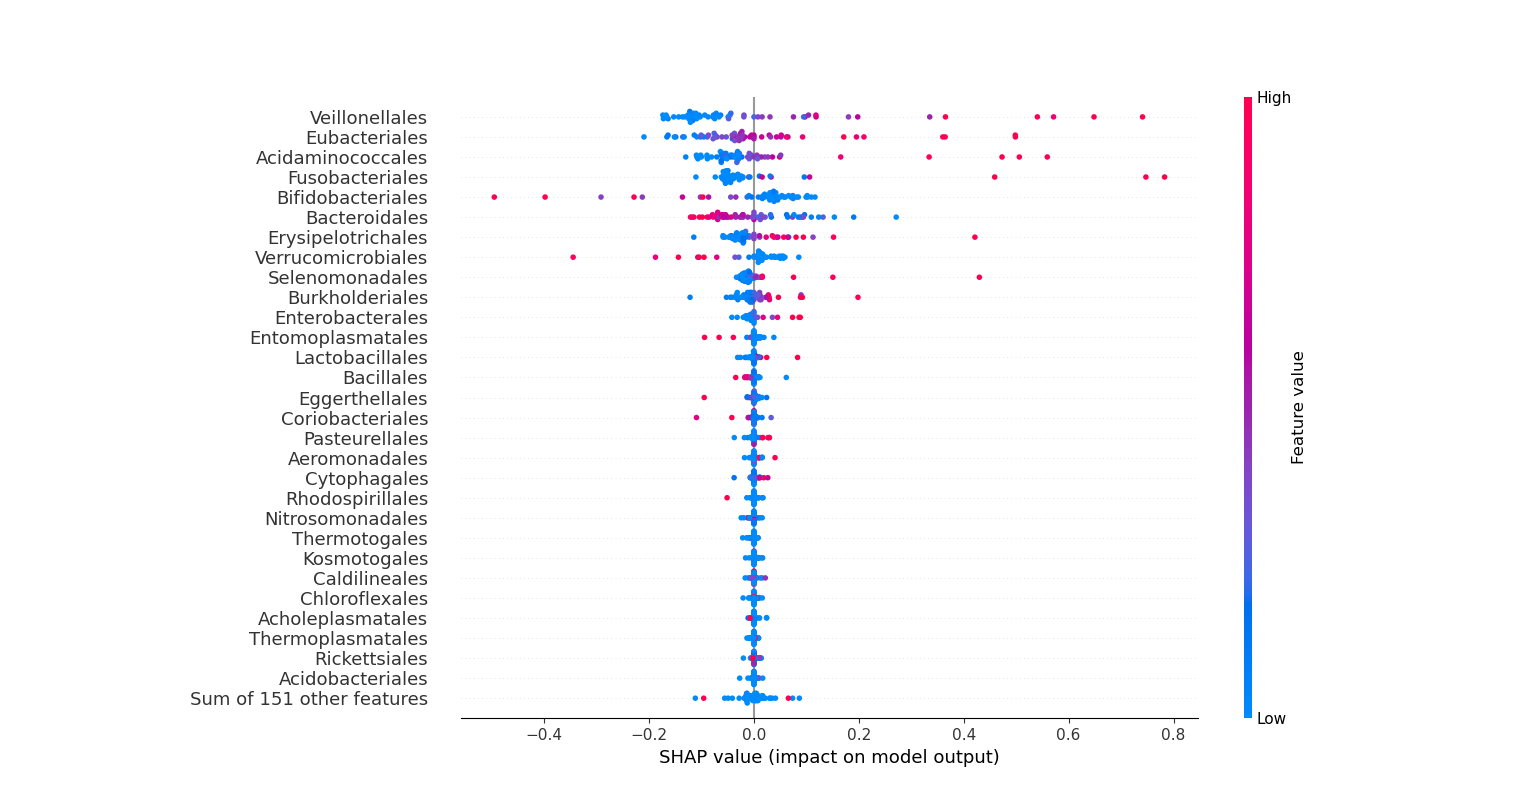 Veillonellales
Eubacteriales
Acidaminococcales
Fusobacteriales
Bifidobacteriales
Bacteroidales
Erysipelotrichales
Verrucomicrobiales
Selenomonadales
Burkholderiales
Enterobacterales
Entomoplasmatales
Lactobacillales
Bacillales
Eggerthellales
Coriobacteriales
Pasteurellales
Aeromonadales
Cytophagales
Rhodospirillales
Nitrosomonadales
Thermotogales
Kosmotogales
Caldilineales
Chloroflexales
Acholeplasmatales
Thermoplasmatales
Rickettsiales
Acidobacteriales
Sum of 151 other features
−0.4 −0.2 0.0 0.2 0.4 0.6 0.8
SHAP value (impact on model output)
High
Feature value
Low